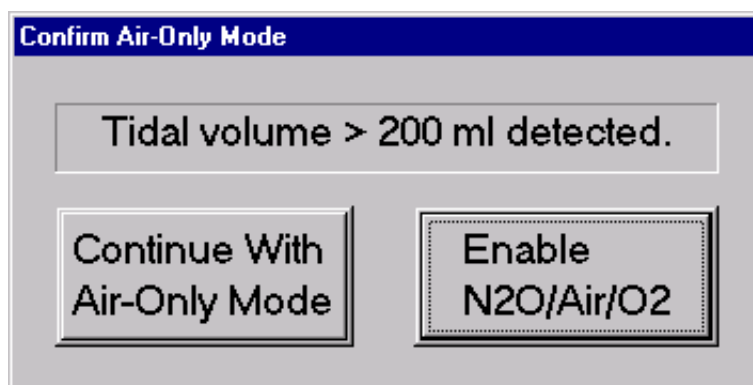 Confirm Air-Only Mode
Tidal volume > 200 ml detected.
Continue With
Air-Only Mode
Enable
N2O/Air/O2